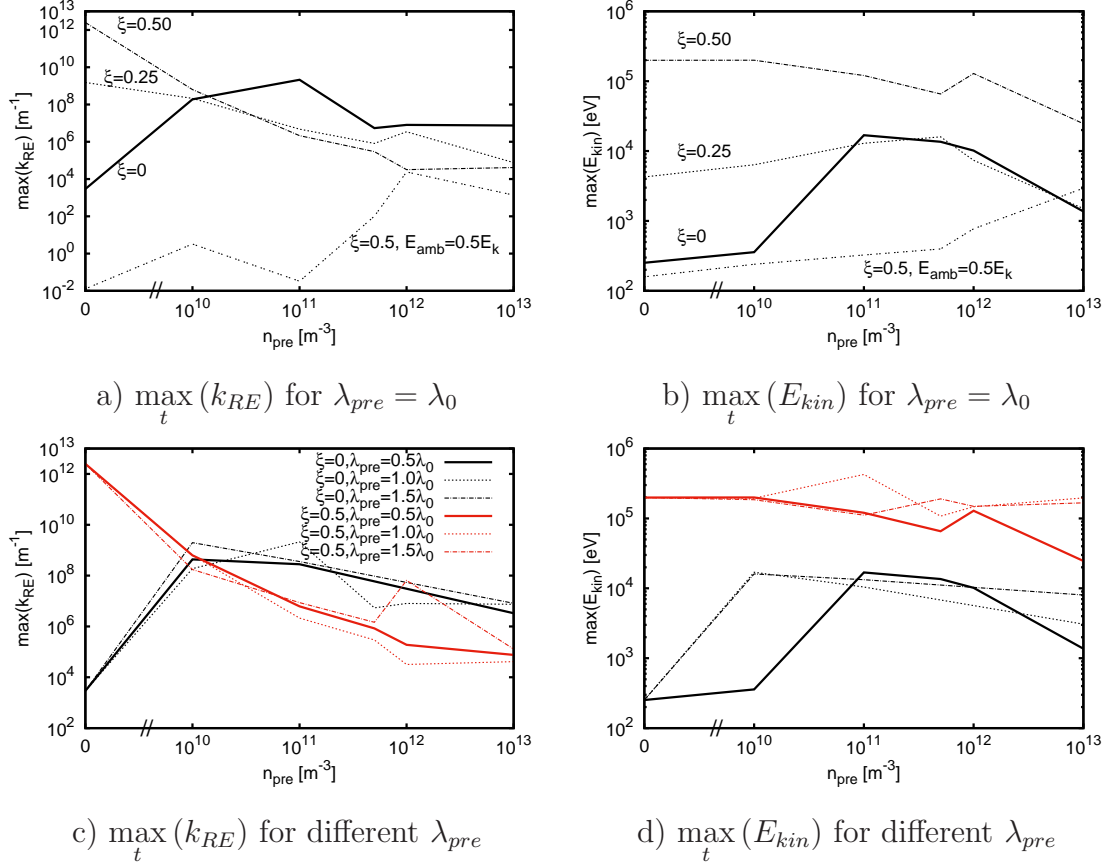 10^13
10^12
10^10
10^8
10^6
10^4
10^2
10^0
10^-2
max(k_RE) [m^-1]
ξ=0.50
ξ=0.25
ξ=0
ξ=0.5, E_amb=0.5E_k
0 // 10^10 10^11 10^12 10^13
n_pre [m^-3]
a) max_t (k_RE) for λ_pre = λ_0
10^6
10^5
10^4
10^3
10^2
max(E_kin) [eV]
ξ=0.50
ξ=0.25
ξ=0
ξ=0.5, E_amb=0.5E_k
0 // 10^10 10^11 10^12 10^13
n_pre [m^-3]
b) max_t (E_kin) for λ_pre = λ_0
10^13
10^12
10^10
10^8
10^6
10^4
10^2
max(k_RE) [m^-1]
ξ=0,λ_pre=0.5λ_0
ξ=0,λ_pre=1.0λ_0
ξ=0,λ_pre=1.5λ_0
ξ=0.5,λ_pre=0.5λ_0
ξ=0.5,λ_pre=1.0λ_0
ξ=0.5,λ_pre=1.5λ_0
0 // 10^10 10^11 10^12 10^13
n_pre [m^-3]
c) max_t (k_RE) for different λ_pre
10^6
10^5
10^4
10^3
10^2
max(E_kin) [eV]
0 // 10^10 10^11 10^12 10^13
n_pre [m^-3]
d) max_t (E_kin) for different λ_pre